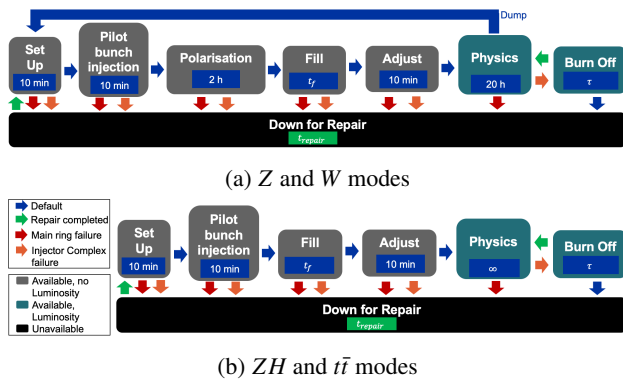 Dump
Set Up
10 min
Pilot bunch injection
10 min
Polarisation
2 h
Fill
t_f
Adjust
10 min
Physics
20 h
Burn Off
τ
Down for Repair
t_repair
(a) Z and W modes
Default
Repair completed
Main ring failure
Injector Complex failure
Available, no Luminosity
Available, Luminosity
Unavailable
Set Up
10 min
Pilot bunch injection
10 min
Fill
t_f
Adjust
10 min
Physics
∞
Burn Off
τ
Down for Repair
t_repair
(b) ZH and tt̄ modes